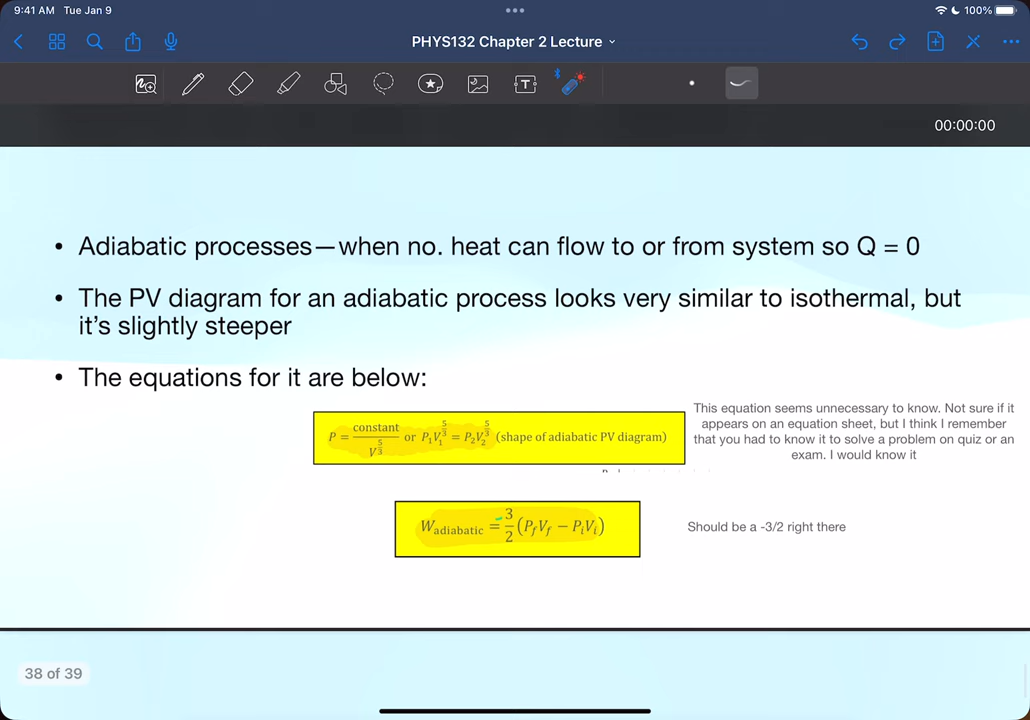 9:41 AM Tue Jan 9
100%
PHYS132 Chapter 2 Lecture
T
00:00:00
• Adiabatic processes—when no. heat can flow to or from system so Q = 0
• The PV diagram for an adiabatic process looks very similar to isothermal, but
it's slightly steeper
• The equations for it are below:
This equation seems unnecessary to know. Not sure if it
appears on an equation sheet, but I think I remember
that you had to know it to solve a problem on quiz or an
exam. I would know it
P = constant / V^(5/3) or P₁V₁^(5/3) = P₂V₂^(5/3) (shape of adiabatic PV diagram)
W_adiabatic = -3/2 (P_f V_f − P_i V_i)
Should be a -3/2 right there
38 of 39